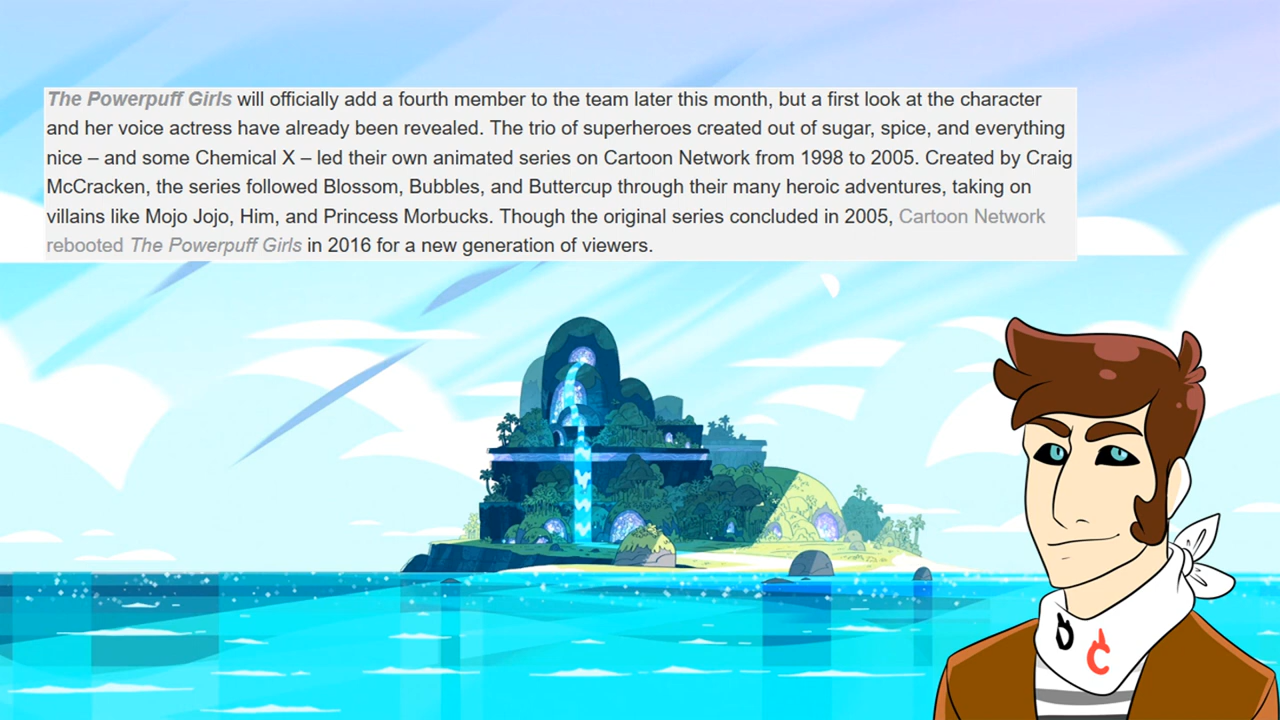 The Powerpuff Girls will officially add a fourth member to the team later this month, but a first look at the character
and her voice actress have already been revealed. The trio of superheroes created out of sugar, spice, and everything
nice – and some Chemical X – led their own animated series on Cartoon Network from 1998 to 2005. Created by Craig
McCracken, the series followed Blossom, Bubbles, and Buttercup through their many heroic adventures, taking on
villains like Mojo Jojo, Him, and Princess Morbucks. Though the original series concluded in 2005, Cartoon Network
rebooted The Powerpuff Girls in 2016 for a new generation of viewers.